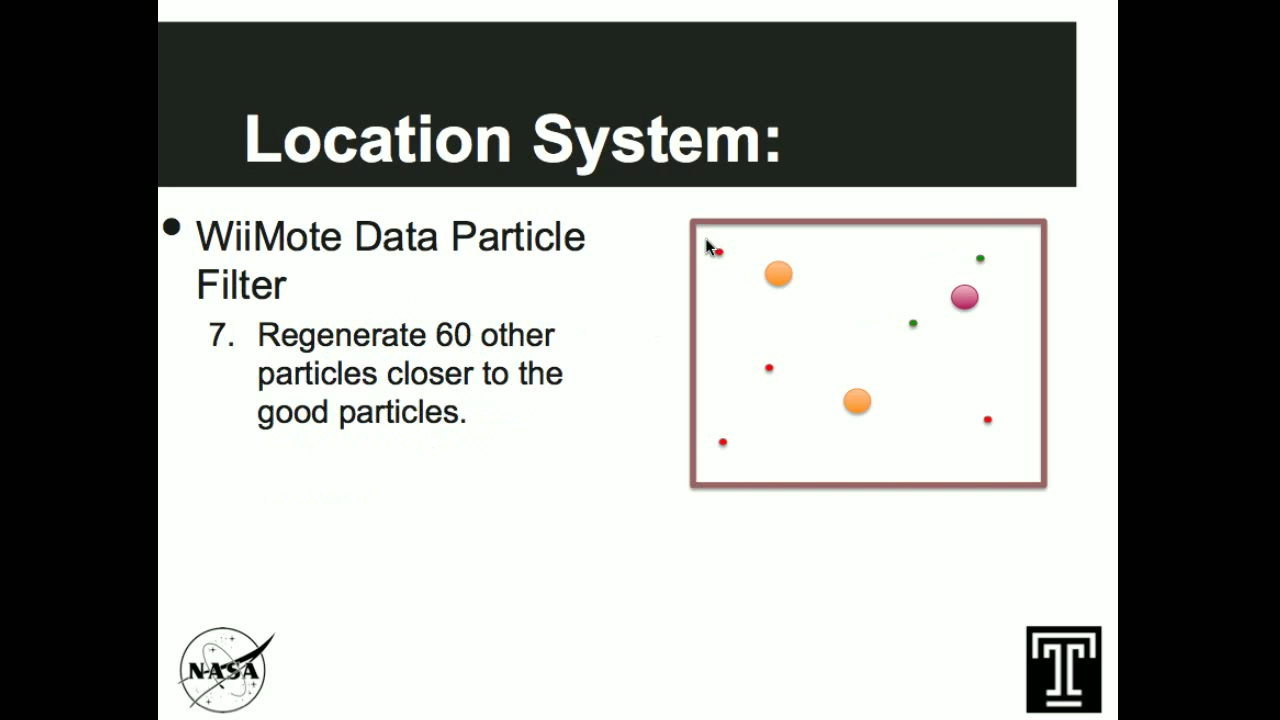 Location System:
• WiiMote Data Particle
Filter
7. Regenerate 60 other
particles closer to the
good particles.
NASA
T